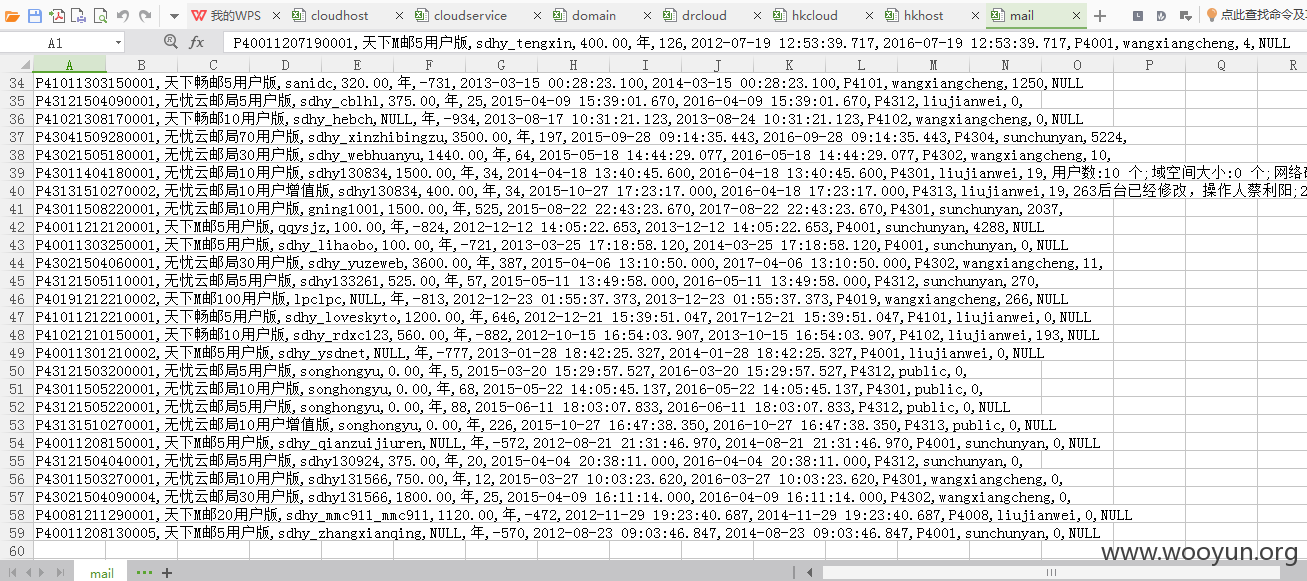 我的WPS × cloudhost × cloudservice × domain × drcloud × hkcloud × hkhost × mail × + 点此查找命令及
A1 fx P40011207190001,天下M邮5用户版,sdhy_tengxin,400.00,年,126,2012-07-19 12:53:39.717,2016-07-19 12:53:39.717,P4001,wangxiangcheng,4,NULL
A B C D E F G H I J K L M N O P Q R
34 P41011303150001,天下畅邮5用户版,sanidc,320.00,年,-731,2013-03-15 00:28:23.100,2014-03-15 00:28:23.100,P4101,wangxiangcheng,1250,NULL
35 P43121504090001,无忧云邮局5用户版,sdhy_cblhl,375.00,年,25,2015-04-09 15:39:01.670,2016-04-09 15:39:01.670,P4312,liujianwei,0,
36 P41021308170001,天下畅邮10用户版,sdhy_hebch,NULL,年,-934,2013-08-17 10:31:21.123,2013-08-24 10:31:21.123,P4102,wangxiangcheng,0,NULL
37 P43041509280001,无忧云邮局70用户版,sdhy_xinzhibingzu,3500.00,年,197,2015-09-28 09:14:35.443,2016-09-28 09:14:35.443,P4304,sunchunyan,5224,
38 P43021505180001,无忧云邮局30用户版,sdhy_webhuanyu,1440.00,年,64,2015-05-18 14:44:29.077,2016-05-18 14:44:29.077,P4302,wangxiangcheng,10,
39 P43011404180001,无忧云邮局10用户版,sdhy130834,1500.00,年,34,2014-04-18 13:40:45.600,2016-04-18 13:40:45.600,P4301,liujianwei,19,用户数:10 个;域空间大小:0 个;网络
40 P43131510270002,无忧云邮局10用户增值版,sdhy130834,400.00,年,34,2015-10-27 17:23:17.000,2016-04-18 17:23:17.000,P4313,liujianwei,19,263后台已经修改，操作人蔡利阳;2
41 P43011508220001,无忧云邮局10用户版,gning1001,1500.00,年,525,2015-08-22 22:43:23.670,2017-08-22 22:43:23.670,P4301,sunchunyan,2037,
42 P40011212120001,天下M邮5用户版,qqysjz,100.00,年,-824,2012-12-12 14:05:22.653,2013-12-12 14:05:22.653,P4001,sunchunyan,4288,NULL
43 P40011303250001,天下M邮5用户版,sdhy_lihaobo,100.00,年,-721,2013-03-25 17:18:58.120,2014-03-25 17:18:58.120,P4001,sunchunyan,0,NULL
44 P43021504060001,无忧云邮局30用户版,sdhy_yuzeweb,3600.00,年,387,2015-04-06 13:10:50.000,2017-04-06 13:10:50.000,P4302,wangxiangcheng,11,
45 P43121505110001,无忧云邮局5用户版,sdhy133261,525.00,年,57,2015-05-11 13:49:58.000,2016-05-11 13:49:58.000,P4312,sunchunyan,270,
46 P40191212210002,天下M邮100用户版,lpclpc,NULL,年,-813,2012-12-23 01:55:37.373,2013-12-23 01:55:37.373,P4019,wangxiangcheng,266,NULL
47 P41011212210001,天下畅邮5用户版,sdhy_loveskyto,1200.00,年,646,2012-12-21 15:39:51.047,2017-12-21 15:39:51.047,P4101,liujianwei,0,NULL
48 P41021210150001,天下畅邮10用户版,sdhy_rdxc123,560.00,年,-882,2012-10-15 16:54:03.907,2013-10-15 16:54:03.907,P4102,liujianwei,193,NULL
49 P40011301210002,天下M邮5用户版,sdhy_ysdnet,NULL,年,-777,2013-01-28 18:42:25.327,2014-01-28 18:42:25.327,P4001,liujianwei,0,NULL
50 P43121503200001,无忧云邮局5用户版,songhongyu,0.00,年,5,2015-03-20 15:29:57.527,2016-03-20 15:29:57.527,P4312,public,0,
51 P43011505220001,无忧云邮局10用户版,songhongyu,0.00,年,68,2015-05-22 14:05:45.137,2016-05-22 14:05:45.137,P4301,public,0,
52 P43121505220001,无忧云邮局5用户版,songhongyu,0.00,年,88,2015-06-11 18:03:07.833,2016-06-11 18:03:07.833,P4312,public,0,NULL
53 P43131510270001,无忧云邮局10用户增值版,songhongyu,0.00,年,226,2015-10-27 16:47:38.350,2016-10-27 16:47:38.350,P4313,public,0,NULL
54 P40011208150001,天下M邮5用户版,sdhy_qianzuijiuren,NULL,年,-572,2012-08-21 21:31:46.970,2014-08-21 21:31:46.970,P4001,sunchunyan,0,NULL
55 P43121504040001,无忧云邮局5用户版,sdhy130924,375.00,年,20,2015-04-04 20:38:11.000,2016-04-04 20:38:11.000,P4312,sunchunyan,0,
56 P43011503270001,无忧云邮局10用户版,sdhy131566,750.00,年,12,2015-03-27 10:03:23.620,2016-03-27 10:03:23.620,P4301,wangxiangcheng,0,
57 P43021504090004,无忧云邮局30用户版,sdhy131566,1800.00,年,25,2015-04-09 16:11:14.000,2016-04-09 16:11:14.000,P4302,wangxiangcheng,0,
58 P40081211290001,天下M邮20用户版,sdhy_mmc911_mmc911,1120.00,年,-472,2012-11-29 19:23:40.687,2014-11-29 19:23:40.687,P4008,liujianwei,0,NULL
59 P40011208130005,天下M邮5用户版,sdhy_zhangxianqing,NULL,年,-570,2012-08-23 09:03:46.847,2014-08-23 09:03:46.847,P4001,sunchunyan,0,NULL
60
www.wooyun.org
mail ··· +